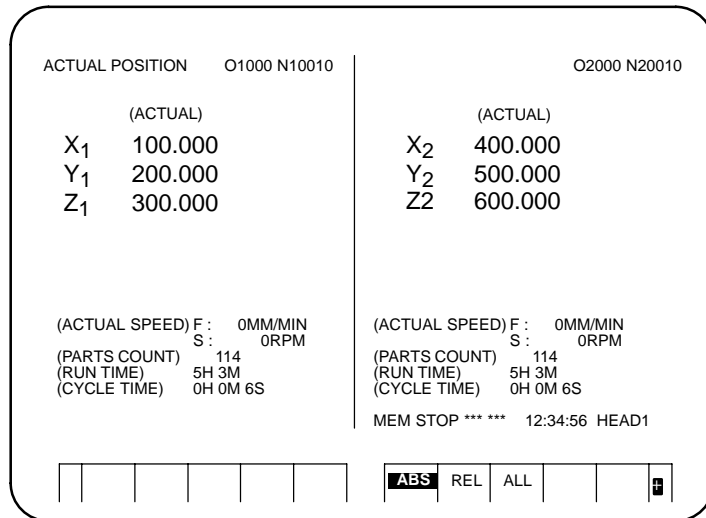 ACTUAL POSITION O1000 N10010
(ACTUAL)
X1 100.000
Y1 200.000
Z1 300.000
(ACTUAL SPEED) F : 0MM/MIN
S : 0RPM
(PARTS COUNT) 114
(RUN TIME) 5H 3M
(CYCLE TIME) 0H 0M 6S
O2000 N20010
(ACTUAL)
X2 400.000
Y2 500.000
Z2 600.000
(ACTUAL SPEED) F : 0MM/MIN
S : 0RPM
(PARTS COUNT) 114
(RUN TIME) 5H 3M
(CYCLE TIME) 0H 0M 6S
MEM STOP *** *** 12:34:56 HEAD1
ABS REL ALL +